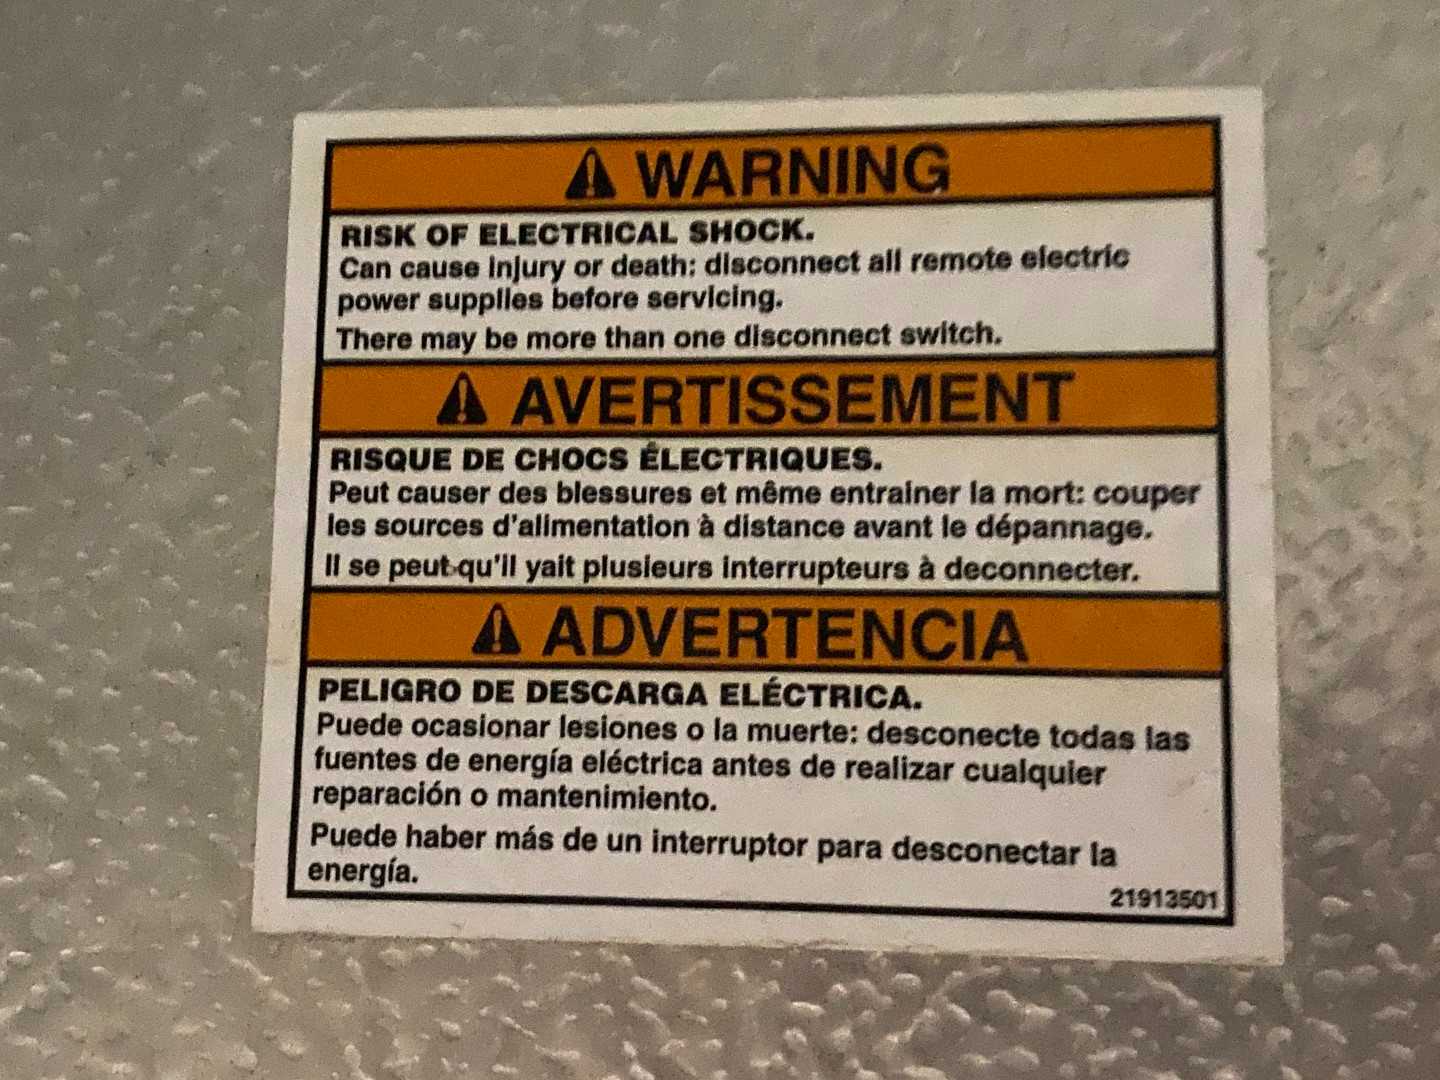 WARNING
RISK OF ELECTRICAL SHOCK.
Can cause injury or death: disconnect all remote electric
power supplies before servicing.
There may be more than one disconnect switch.
AVERTISSEMENT
RISQUE DE CHOCS ÉLECTRIQUES.
Peut causer des blessures et même entrainer la mort: couper
les sources d'alimentation à distance avant le dépannage.
Il se peut qu'il yait plusieurs interrupteurs à deconnecter.
ADVERTENCIA
PELIGRO DE DESCARGA ELÉCTRICA.
Puede ocasionar lesiones o la muerte: desconecte todas las
fuentes de energía eléctrica antes de realizar cualquier
reparación o mantenimiento.
Puede haber más de un interruptor para desconectar la
energía.
21913501